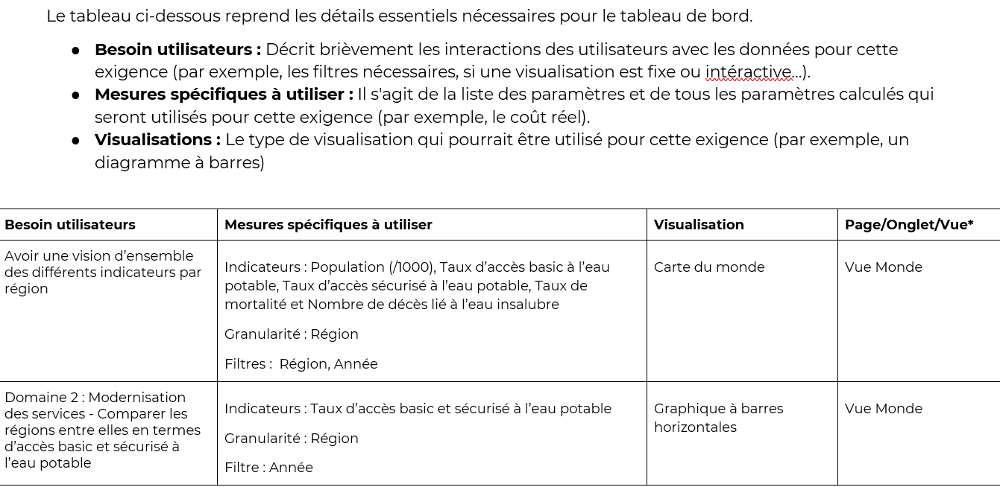 Le tableau ci-dessous reprend les détails essentiels nécessaires pour le tableau de bord.
● Besoin utilisateurs : Décrit brièvement les interactions des utilisateurs avec les données pour cette
exigence (par exemple, les filtres nécessaires, si une visualisation est fixe ou intéractive...).
● Mesures spécifiques à utiliser : Il s'agit de la liste des paramètres et de tous les paramètres calculés qui
seront utilisés pour cette exigence (par exemple, le coût réel).
● Visualisations : Le type de visualisation qui pourrait être utilisé pour cette exigence (par exemple, un
diagramme à barres)
Besoin utilisateurs
Mesures spécifiques à utiliser
Visualisation
Page/Onglet/Vue*
Avoir une vision d’ensemble
des différents indicateurs par
région
Indicateurs : Population (/1000), Taux d’accès basic à l’eau
potable, Taux d’accès sécurisé à l’eau potable, Taux de
mortalité et Nombre de décès lié à l’eau insalubre
Granularité : Région
Filtres :  Région, Année
Carte du monde
Vue Monde
Domaine 2 : Modernisation
des services - Comparer les
régions entre elles en termes
d’accès basic et sécurisé à
l’eau potable
Indicateurs : Taux d’accès basic et sécurisé à l’eau potable
Granularité : Région
Filtre : Année
Graphique à barres
horizontales
Vue Monde